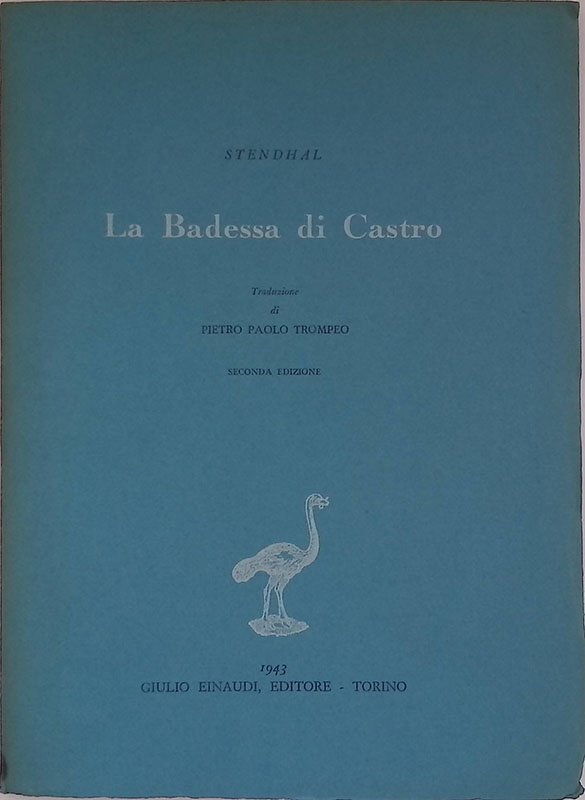 STENDHAL
La Badessa di Castro
Traduzione
di
PIETRO PAOLO TROMPEO
SECONDA EDIZIONE
1943
GIULIO EINAUDI, EDITORE - TORINO